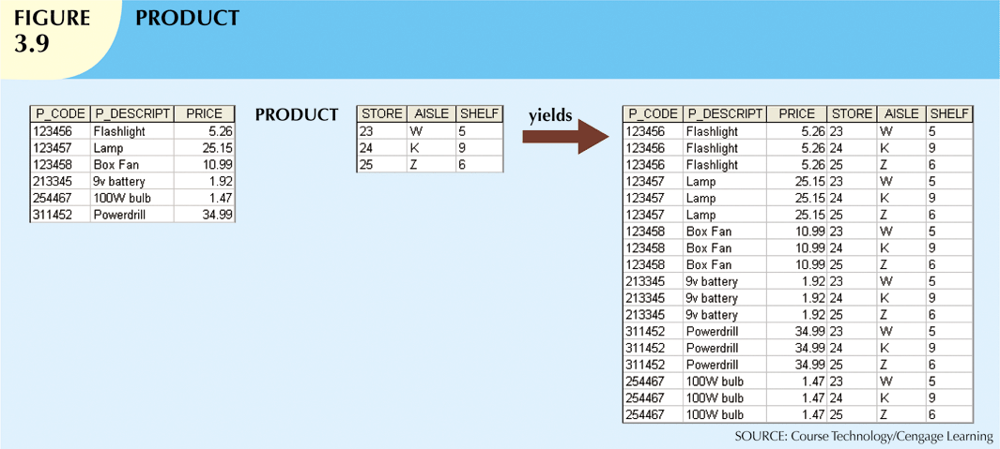 FIGURE 3.9
PRODUCT
P_CODE P_DESCRIPT PRICE
123456 Flashlight 5.26
123457 Lamp 25.15
123458 Box Fan 10.99
213345 9v battery 1.92
254467 100W bulb 1.47
311452 Powerdrill 34.99
PRODUCT
STORE AISLE SHELF
23 W 5
24 K 9
25 Z 6
yields
P_CODE P_DESCRIPT PRICE STORE AISLE SHELF
123456 Flashlight 5.26 23 W 5
123456 Flashlight 5.26 24 K 9
123456 Flashlight 5.26 25 Z 6
123457 Lamp 25.15 23 W 5
123457 Lamp 25.15 24 K 9
123457 Lamp 25.15 25 Z 6
123458 Box Fan 10.99 23 W 5
123458 Box Fan 10.99 24 K 9
123458 Box Fan 10.99 25 Z 6
213345 9v battery 1.92 23 W 5
213345 9v battery 1.92 24 K 9
213345 9v battery 1.92 25 Z 6
311452 Powerdrill 34.99 23 W 5
311452 Powerdrill 34.99 24 K 9
311452 Powerdrill 34.99 25 Z 6
254467 100W bulb 1.47 23 W 5
254467 100W bulb 1.47 24 K 9
254467 100W bulb 1.47 25 Z 6
SOURCE: Course Technology/Cengage Learning